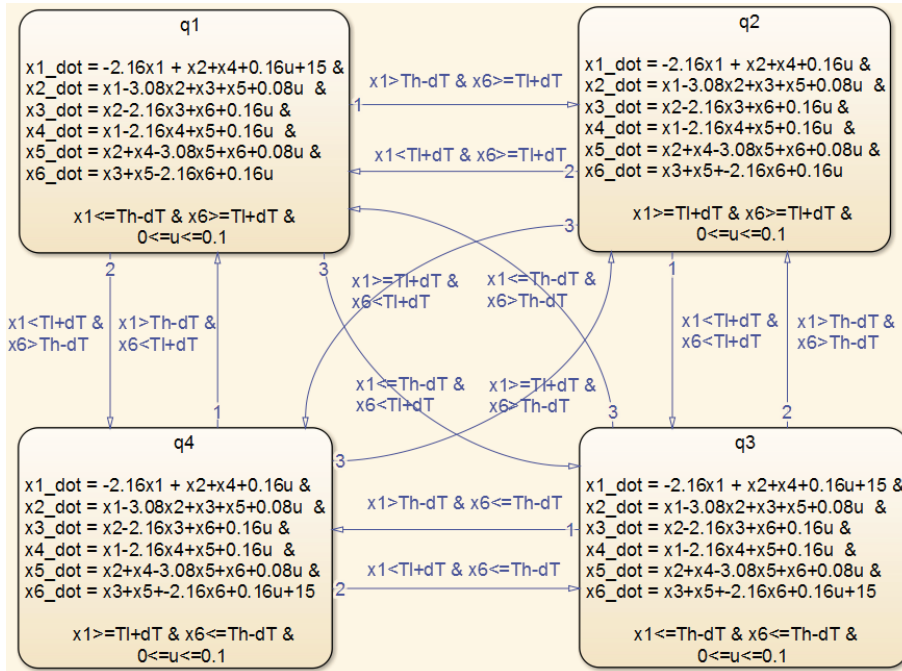 q1
x1_dot = -2.16x1 + x2+x4+0.16u+15 &
x2_dot = x1-3.08x2+x3+x5+0.08u &
x3_dot = x2-2.16x3+x6+0.16u &
x4_dot = x1-2.16x4+x5+0.16u &
x5_dot = x2+x4-3.08x5+x6+0.08u &
x6_dot = x3+x5-2.16x6+0.16u
x1<=Th-dT & x6>=Tl+dT &
0<=u<=0.1
q2
x1_dot = -2.16x1 + x2+x4+0.16u &
x2_dot = x1-3.08x2+x3+x5+0.08u &
x3_dot = x2-2.16x3+x6+0.16u &
x4_dot = x1-2.16x4+x5+0.16u &
x5_dot = x2+x4-3.08x5+x6+0.08u &
x6_dot = x3+x5+-2.16x6+0.16u
x1>=Tl+dT & x6>=Tl+dT &
0<=u<=0.1
x1>Th-dT & x6>=Tl+dT
1
x1<Tl+dT & x6>=Tl+dT
2
3
2
1
3
x1<Tl+dT &
x6>Th-dT
x1>Th-dT &
x6<Tl+dT
x1>=Tl+dT &
x6<Tl+dT
x1<=Th-dT &
x6>Th-dT
x1<Tl+dT &
x6<Tl+dT
x1>Th-dT &
x6>Th-dT
x1<=Th-dT &
x6<Tl+dT
x1>=Tl+dT &
x6>Th-dT
1
3
2
q4
x1_dot = -2.16x1 + x2+x4+0.16u &
x2_dot = x1-3.08x2+x3+x5+0.08u &
x3_dot = x2-2.16x3+x6+0.16u &
x4_dot = x1-2.16x4+x5+0.16u &
x5_dot = x2+x4-3.08x5+x6+0.08u &
x6_dot = x3+x5+-2.16x6+0.16u+15
x1>=Tl+dT & x6<=Th-dT &
0<=u<=0.1
3
x1>Th-dT & x6<=Th-dT
1
x1<Tl+dT & x6<=Th-dT
2
q3
x1_dot = -2.16x1 + x2+x4+0.16u+15 &
x2_dot = x1-3.08x2+x3+x5+0.08u &
x3_dot = x2-2.16x3+x6+0.16u &
x4_dot = x1-2.16x4+x5+0.16u &
x5_dot = x2+x4-3.08x5+x6+0.08u &
x6_dot = x3+x5+-2.16x6+0.16u+15
x1<=Th-dT & x6<=Th-dT &
0<=u<=0.1